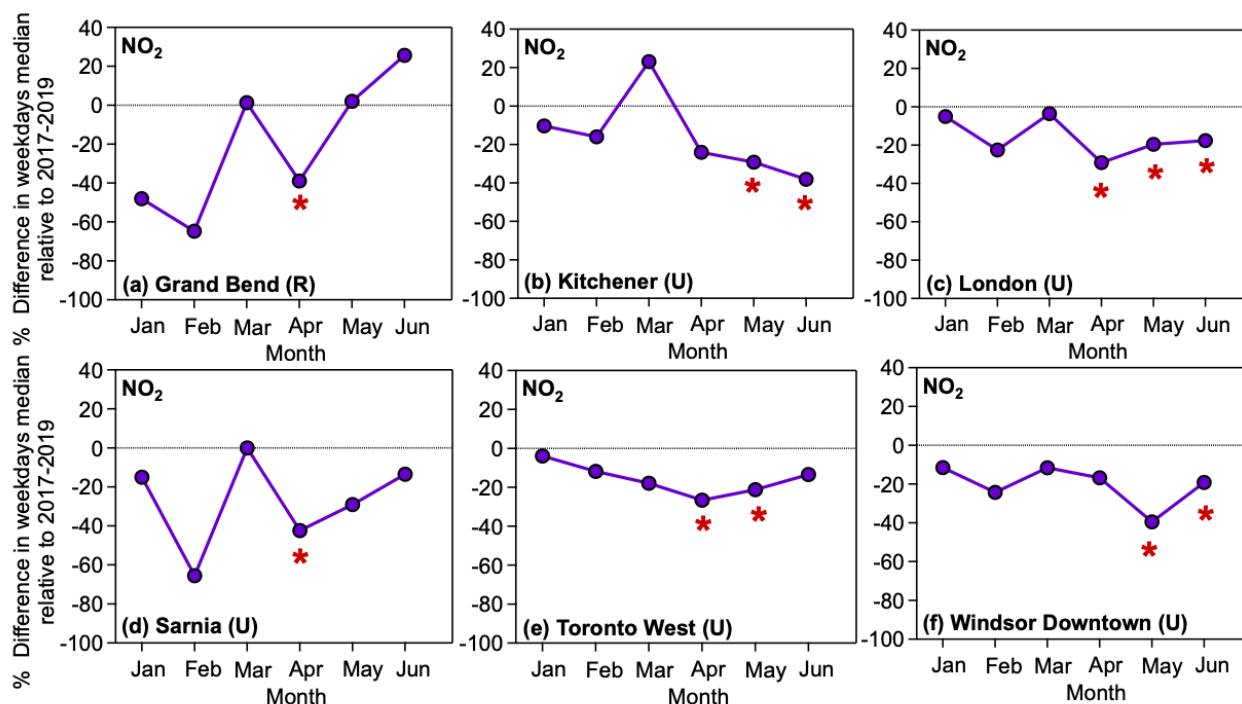 % Difference in weekdays median
relative to 2017-2019
40
20
0
-20
-40
-60
-80
-100
NO2
*
(a) Grand Bend (R)
Jan Feb Mar Apr May Jun
Month
40
20
0
-20
-40
-60
-80
-100
NO2
* *
(b) Kitchener (U)
Jan Feb Mar Apr May Jun
Month
40
20
0
-20
-40
-60
-80
-100
NO2
* * *
(c) London (U)
Jan Feb Mar Apr May Jun
Month
% Difference in weekdays median
relative to 2017-2019
40
20
0
-20
-40
-60
-80
-100
NO2
*
(d) Sarnia (U)
Jan Feb Mar Apr May Jun
Month
40
20
0
-20
-40
-60
-80
-100
NO2
* *
(e) Toronto West (U)
Jan Feb Mar Apr May Jun
Month
40
20
0
-20
-40
-60
-80
-100
NO2
* *
(f) Windsor Downtown (U)
Jan Feb Mar Apr May Jun
Month